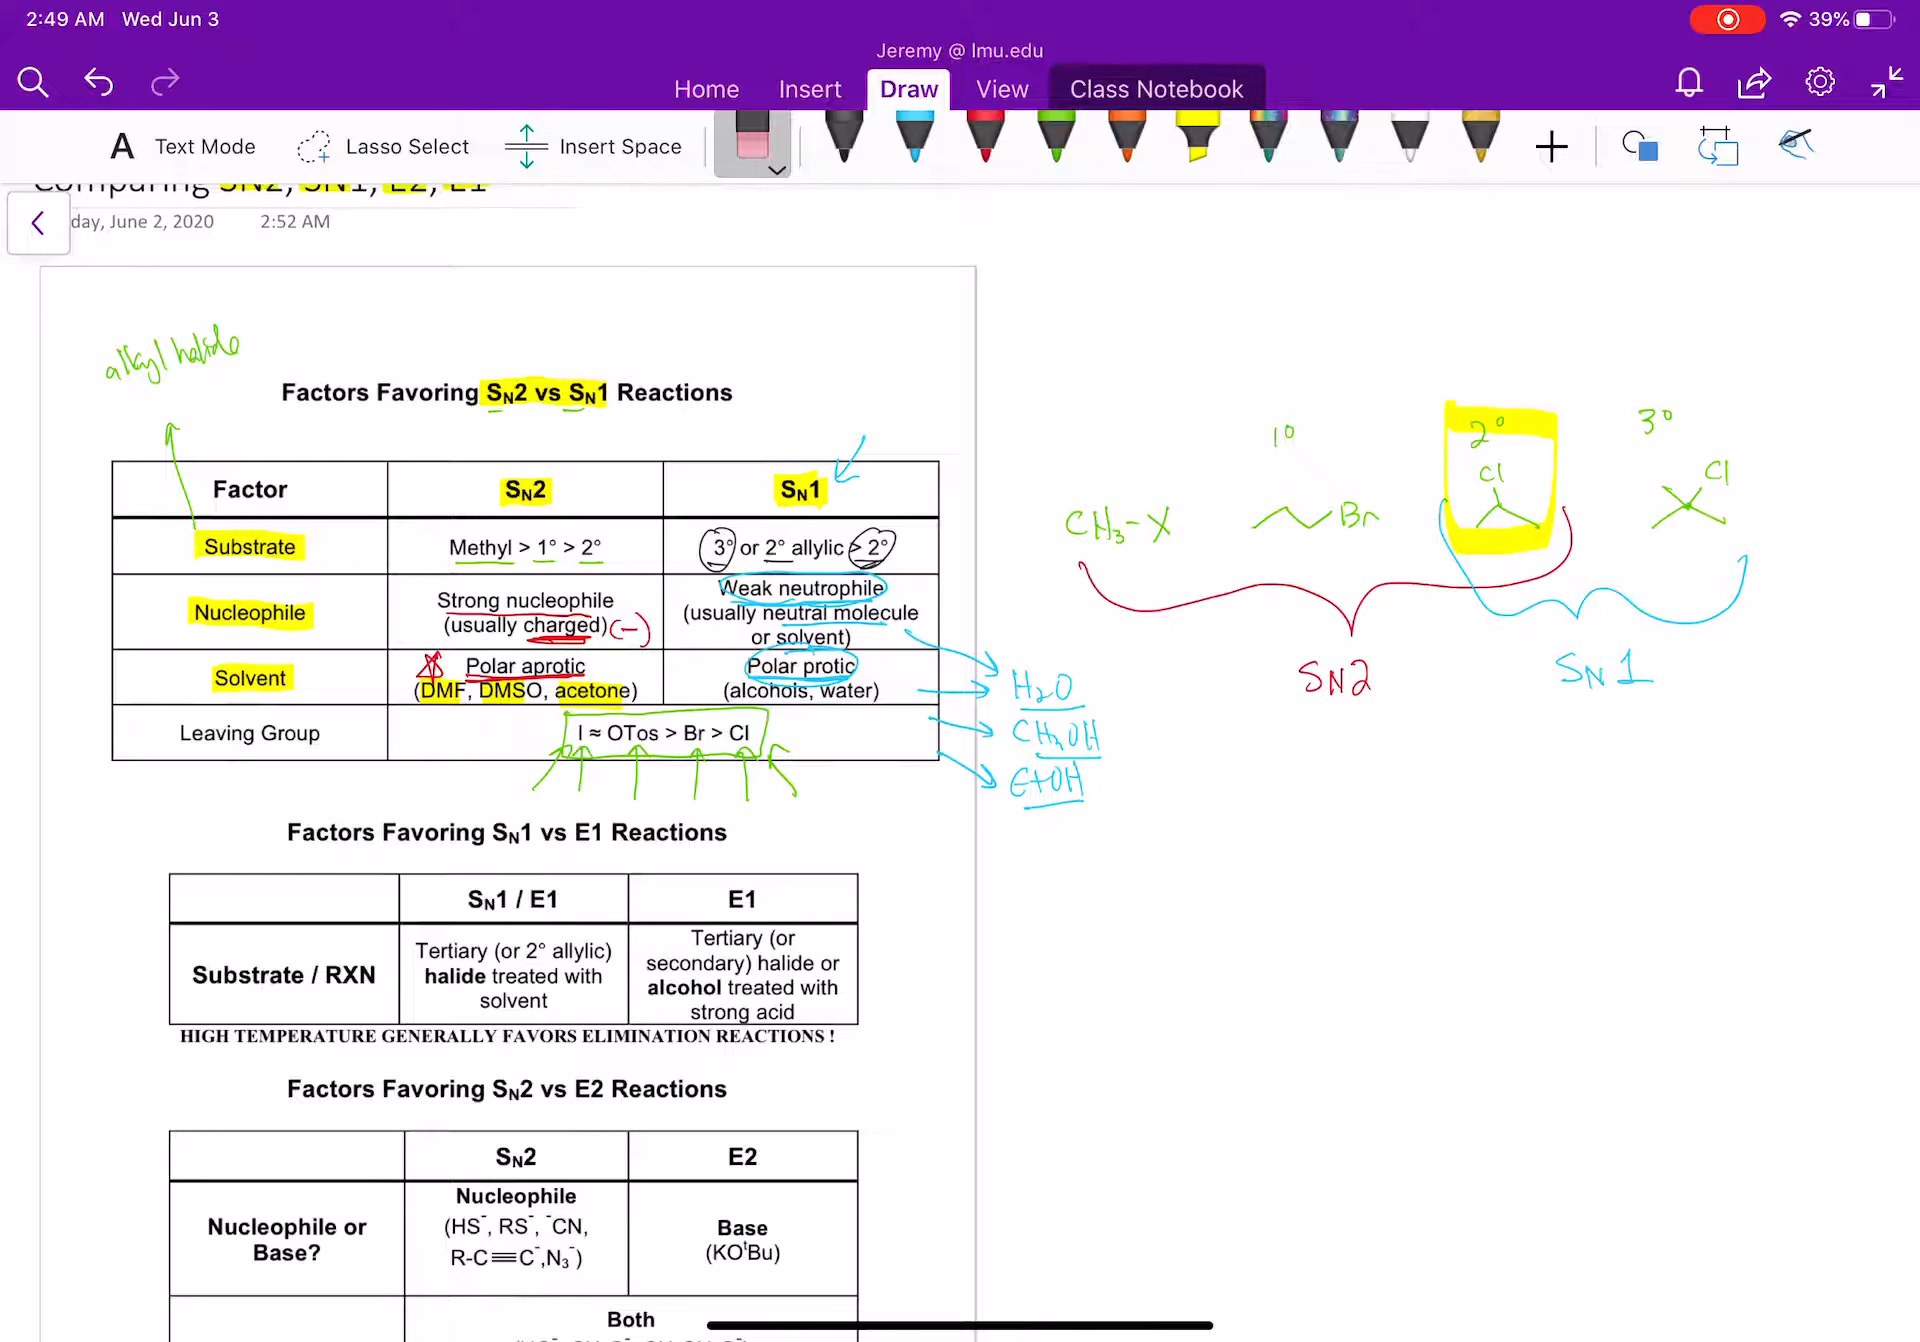 2:49 AM Wed Jun 3
39%
Jeremy @ lmu.edu
Home Insert Draw View Class Notebook
A Text Mode Lasso Select Insert Space
Comparing SN2, SN1, E2, E1
day, June 2, 2020 2:52 AM
alkyl halide
Factors Favoring SN2 vs SN1 Reactions
Factor SN2 SN1
Substrate Methyl > 1° > 2° 3° or 2° allylic > 2°
Nucleophile
Strong nucleophile
(usually charged) (-)
Weak neutrophile
(usually neutral molecule
or solvent)
Solvent
Polar aprotic
(DMF, DMSO, acetone)
Polar protic
(alcohols, water)
Leaving Group I ≈ OTos > Br > Cl
H2O
CH3OH
EtOH
1° 2° 3°
Cl Cl
CH3-X Br
SN2 SN1
Factors Favoring SN1 vs E1 Reactions
SN1 / E1 E1
Substrate / RXN
Tertiary (or 2° allylic)
halide treated with
solvent
Tertiary (or
secondary) halide or
alcohol treated with
strong acid
HIGH TEMPERATURE GENERALLY FAVORS ELIMINATION REACTIONS !
Factors Favoring SN2 vs E2 Reactions
SN2 E2
Nucleophile or
Base?
Nucleophile
(HS⁻, RS⁻, ⁻CN,
R-C≡C⁻,N3⁻)
Base
(KOᵗBu)
Both